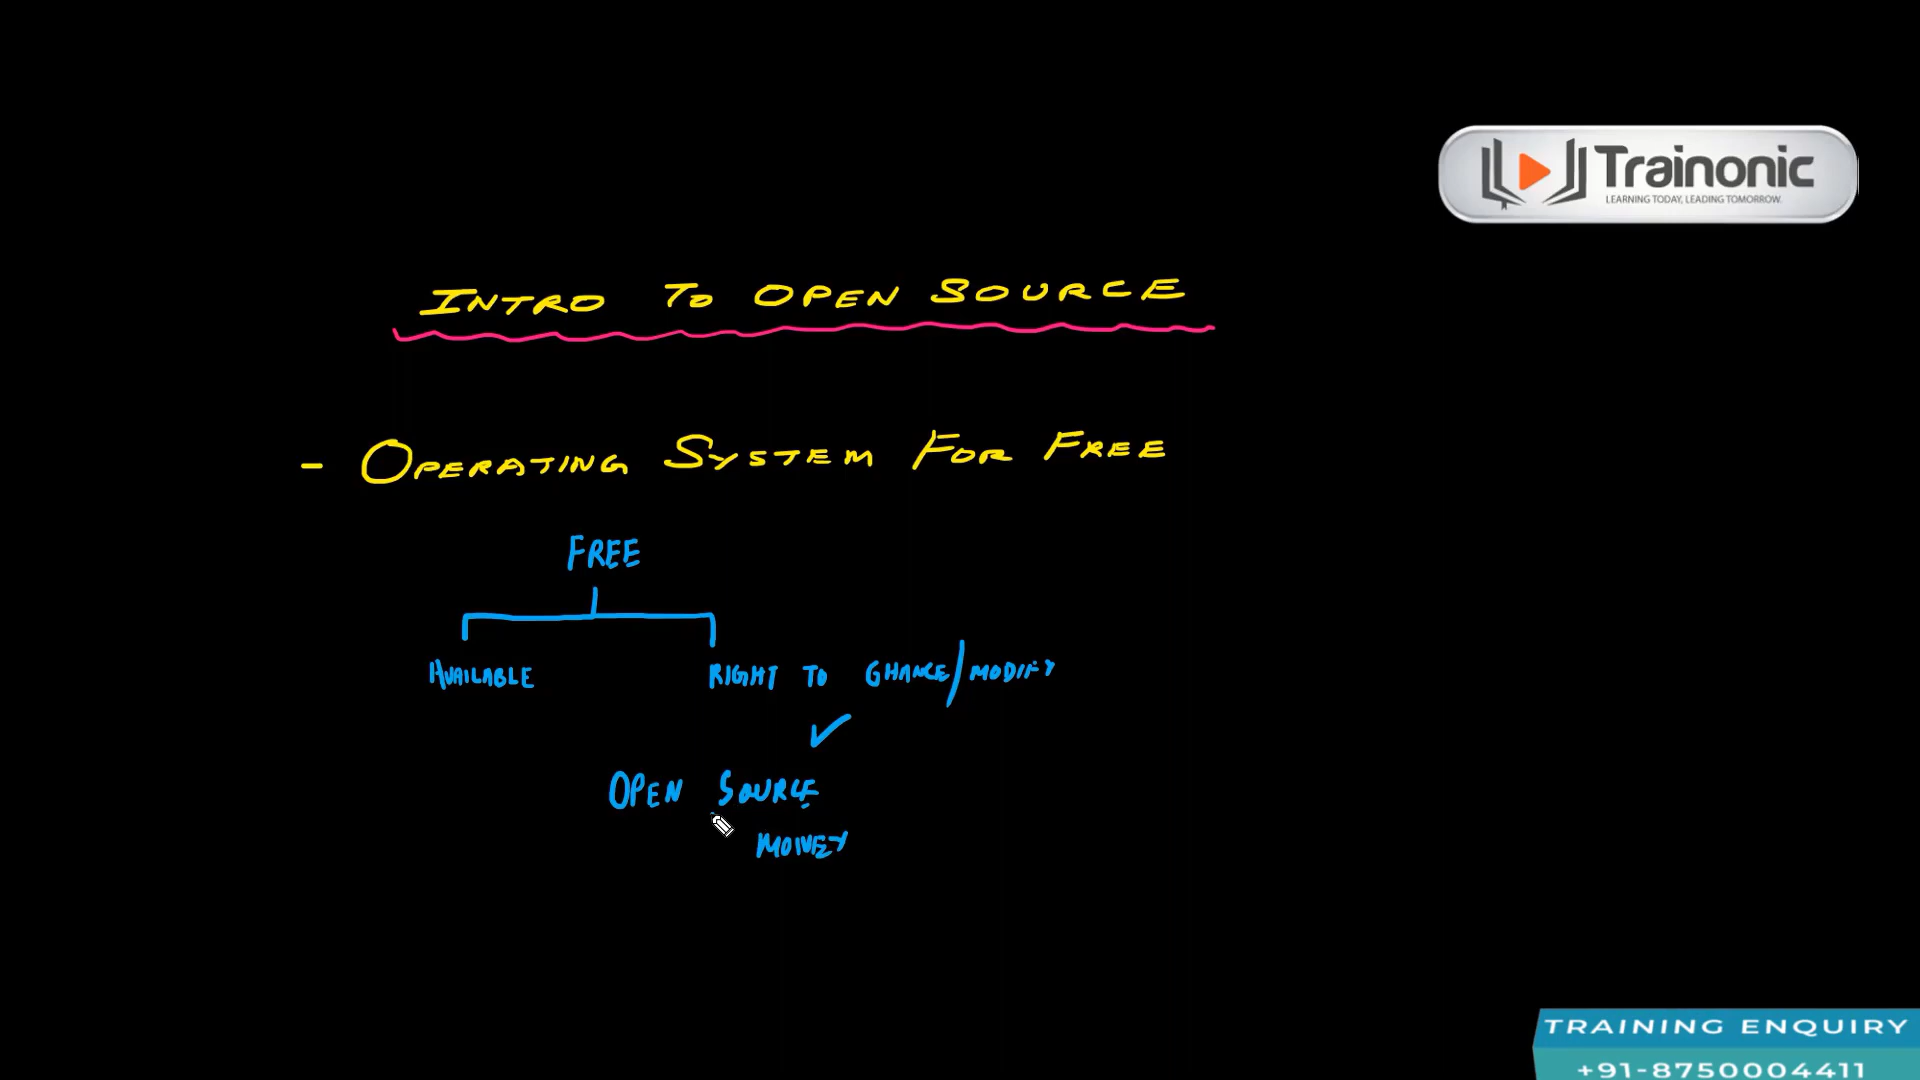 Trainonic
LEARNING TODAY, LEADING TOMORROW.
INTRO TO OPEN SOURCE
- OPERATING SYSTEM FOR FREE
FREE
AVAILABLE RIGHT TO CHANGE/MODIFY
OPEN SOURCE
MONEY
TRAINING ENQUIRY
+91-8750004411